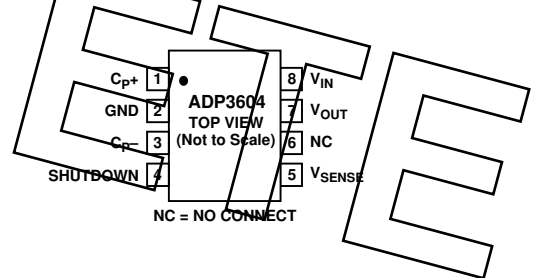 CP+ 1
GND 2
CP– 3
SHUTDOWN 4
ADP3604
TOP VIEW
(Not to Scale)
8 VIN
7 VOUT
6 NC
5 VSENSE
NC = NO CONNECT
ETE